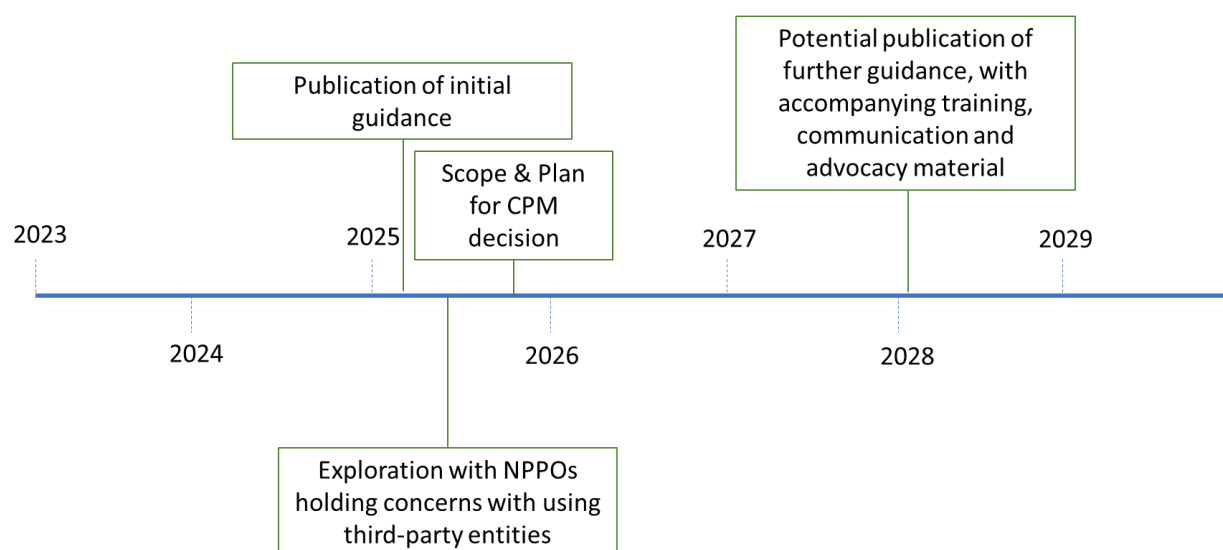 Potential publication of
further guidance, with
accompanying training,
communication and
advocacy material
Publication of initial
guidance
Scope & Plan
for CPM
decision
2023
2025
2027
2029
2024
2026
2028
Exploration with NPPOs
holding concerns with using
third-party entities